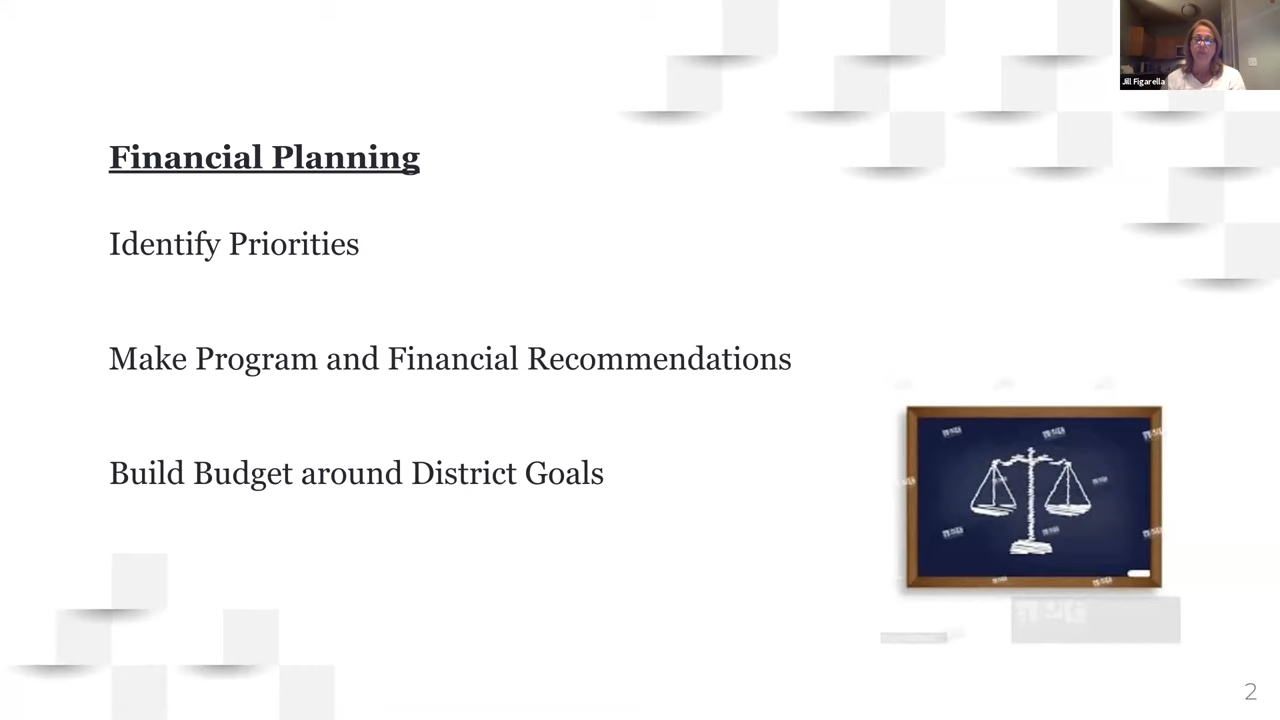 Jill Figarella
Financial Planning
Identify Priorities
Make Program and Financial Recommendations
Build Budget around District Goals
2